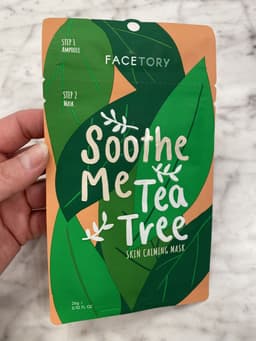 FACETORY
STEP 1
AMPOULE
STEP 2
MASK
Soothe
Me Tea
Tree
SKIN CALMING MASK